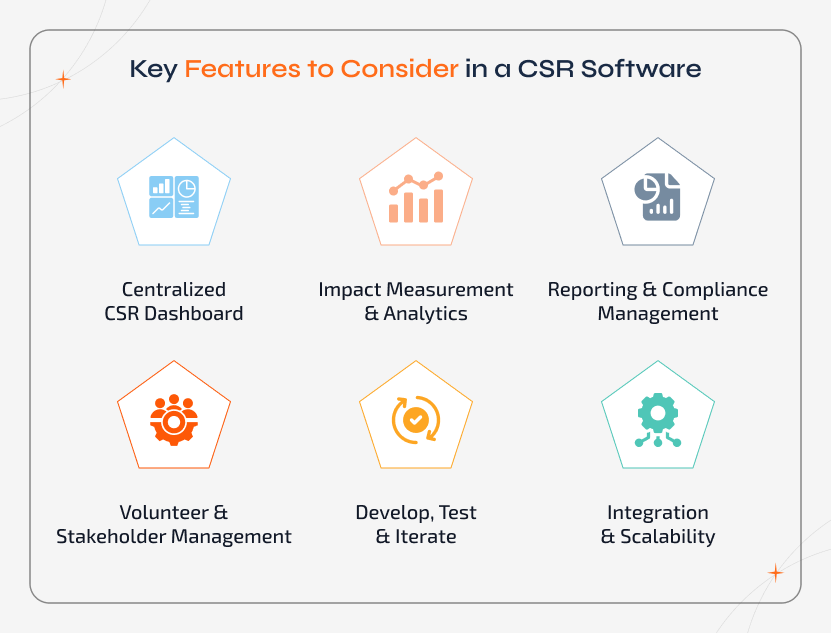 Key Features to Consider in a CSR Software
Centralized
CSR Dashboard
Impact Measurement
& Analytics
Reporting & Compliance
Management
Volunteer &
Stakeholder Management
Develop, Test
& Iterate
Integration
& Scalability